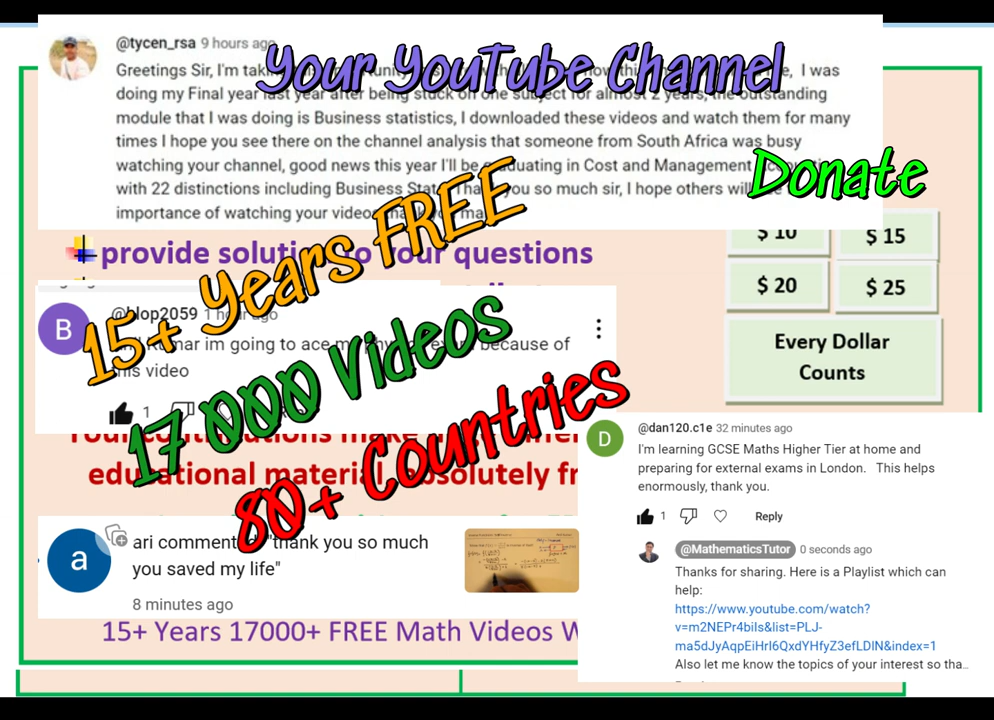 @tycen_rsa 9 hours ago
Your YouTube Channel
Greetings Sir, I'm
I was
doing my Final year last year after being stuck on one subject for almost 2 years, the outstanding
module that I was doing is Business statistics, I downloaded these videos and watch them for many
times I hope you see there on the channel analysis that someone from South Africa was busy
watching your channel, good news this year I'll be graduating in Cost and Management
with 22 distinctions including Business you so much sir, I hope others will
importance of watching your videos
Donate
15+ Years FREE
17 000 Videos
80+ Countries
$ 10
$ 15
$ 20
$ 25
Every Dollar
Counts
provide solutions to your questions
B
@blop2059 1 hour ago
im going to ace my because of
video
1
Your contributions make
educational material absolutely
a
ari commented: "thank you so much
you saved my life"
8 minutes ago
15+ Years 17000+ FREE Math Videos W
D
@dan120.c1e 32 minutes ago
I'm learning GCSE Maths Higher Tier at home and
preparing for external exams in London. This helps
enormously, thank you.
1
Reply
@MathematicsTutor 0 seconds ago
Thanks for sharing. Here is a Playlist which can
help:
https://www.youtube.com/watch?
v=m2NEPr4biIs&list=PLJ-
ma5dJyAqpEiHrI6QxdYHfyZ3efLDlN&index=1
Also let me know the topics of your interest so tha...